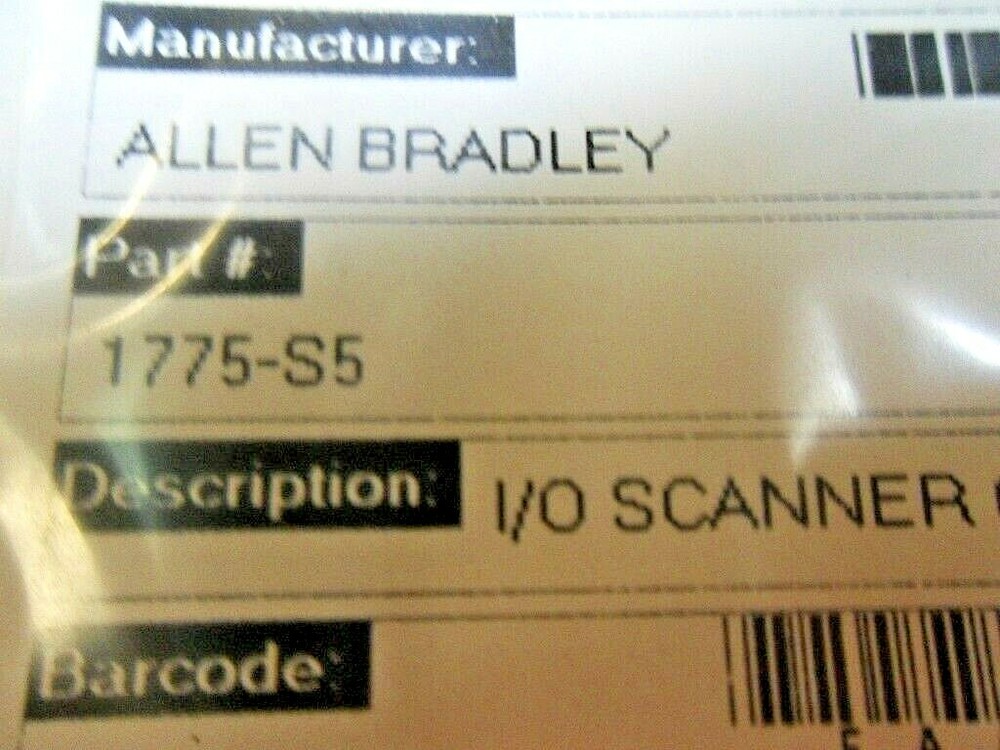 Manufacturer:
ALLEN BRADLEY
Part #:
1775-S5
Description: I/O SCANNER
Barcode: